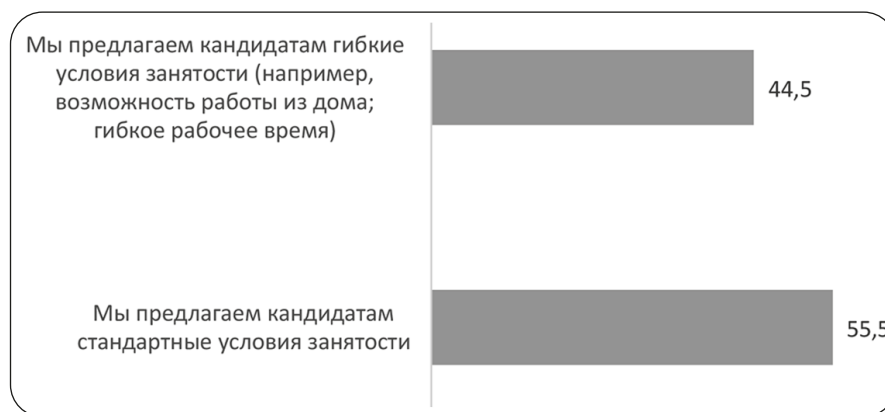 Мы предлагаем кандидатам гибкие
условия занятости (например,
возможность работы из дома;
гибкое рабочее время)
44,5
Мы предлагаем кандидатам
стандартные условия занятости
55,5